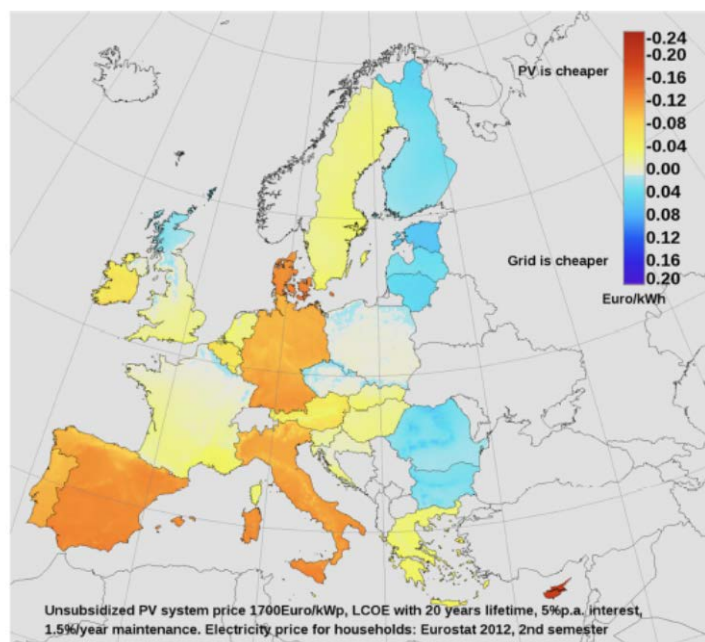 -0.24
-0.20
PV is cheaper -0.16
-0.12
-0.08
-0.04
0.00
0.04
0.08
0.12
Grid is cheaper 0.16
0.20
Euro/kWh
Unsubsidized PV system price 1700Euro/kWp, LCOE with 20 years lifetime, 5%p.a. interest,
1.5%/year maintenance. Electricity price for households: Eurostat 2012, 2nd semester